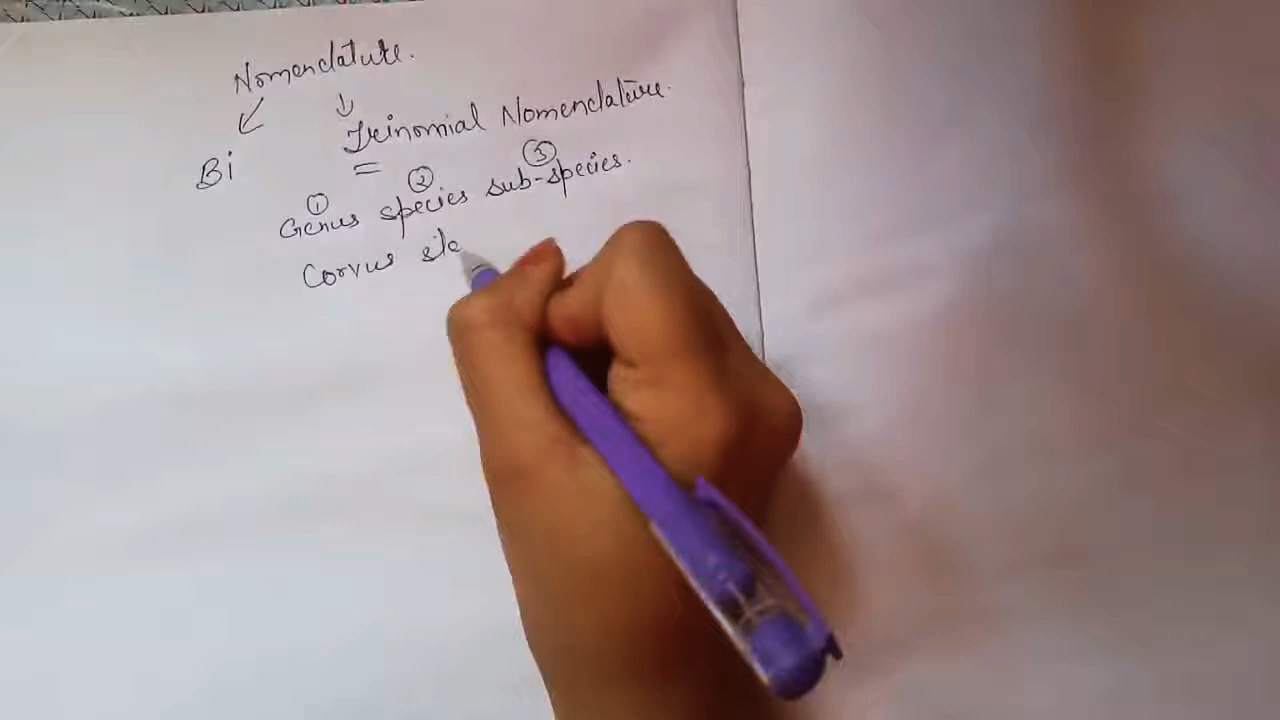 Nomenclature.
Trinomial Nomenclature.
Bi
=
① ② ③
Genus species sub-species.
Corvus